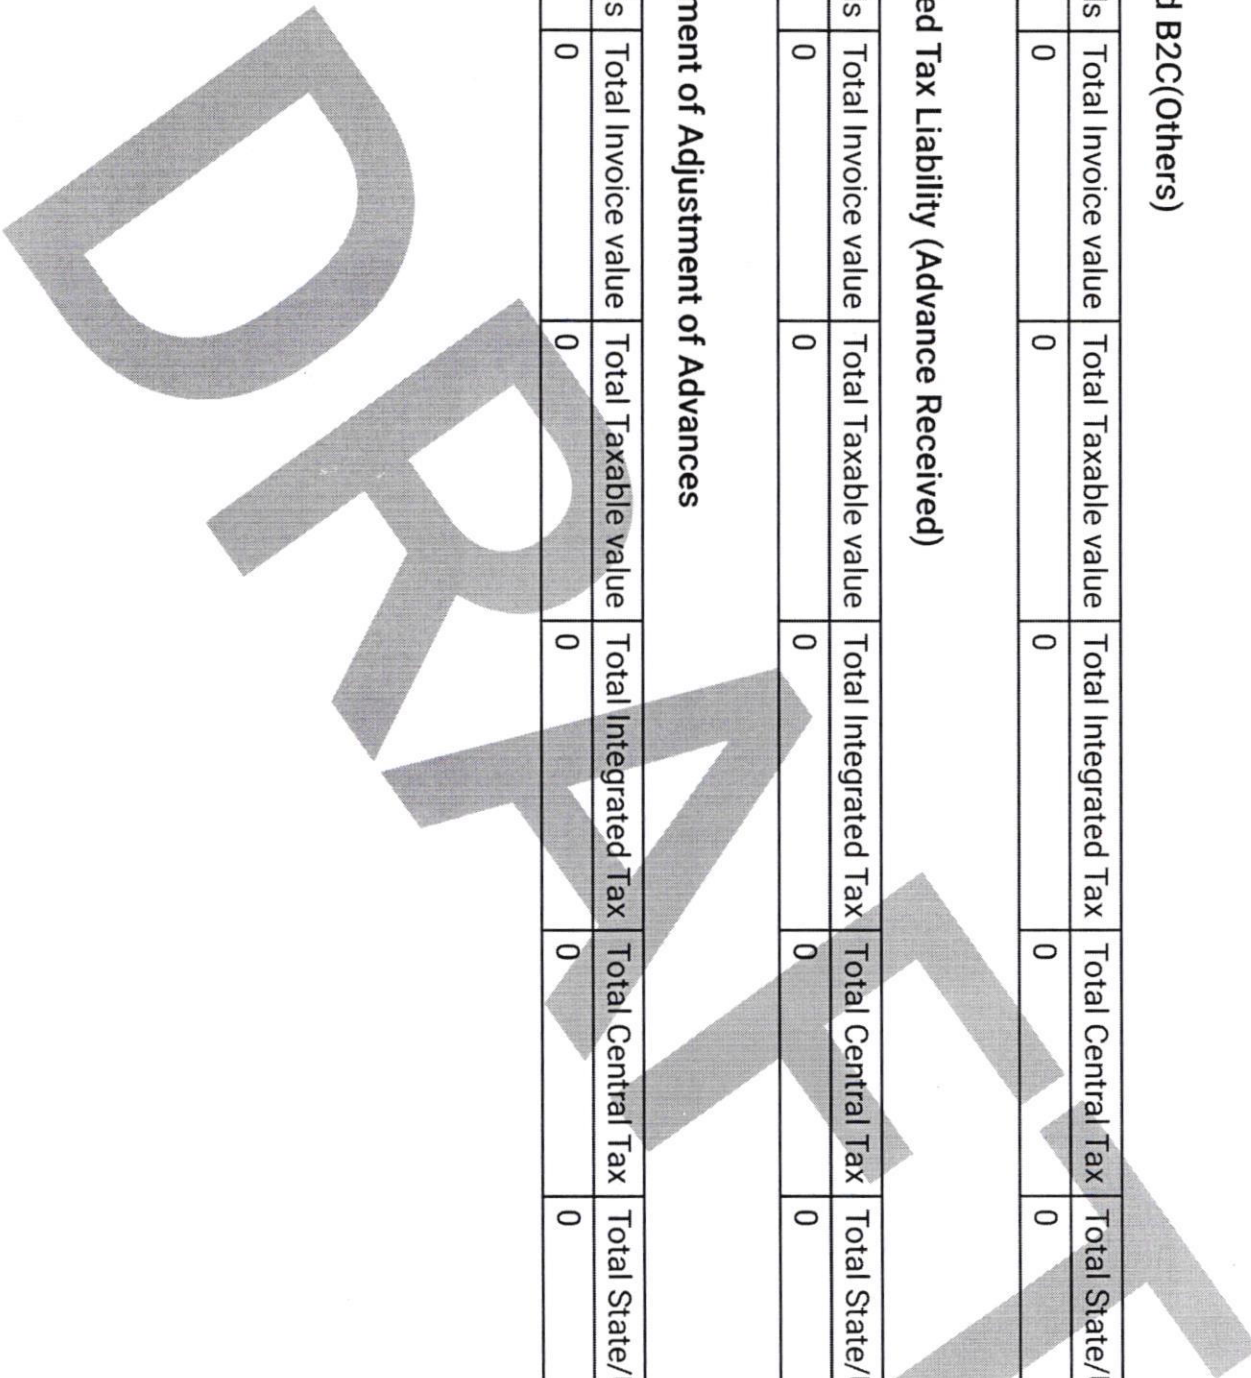 d B2C(Others)
ls Total Invoice value Total Taxable value Total Integrated Tax Total Central Tax Total State/
0 0 0 0 0
ed Tax Liability (Advance Received)
ls Total Invoice value Total Taxable value Total Integrated Tax Total Central Tax Total State/
0 0 0 0 0
ment of Adjustment of Advances
s Total Invoice value Total Taxable value Total Integrated Tax Total Central Tax Total State/
0 0 0 0 0
DRAFT